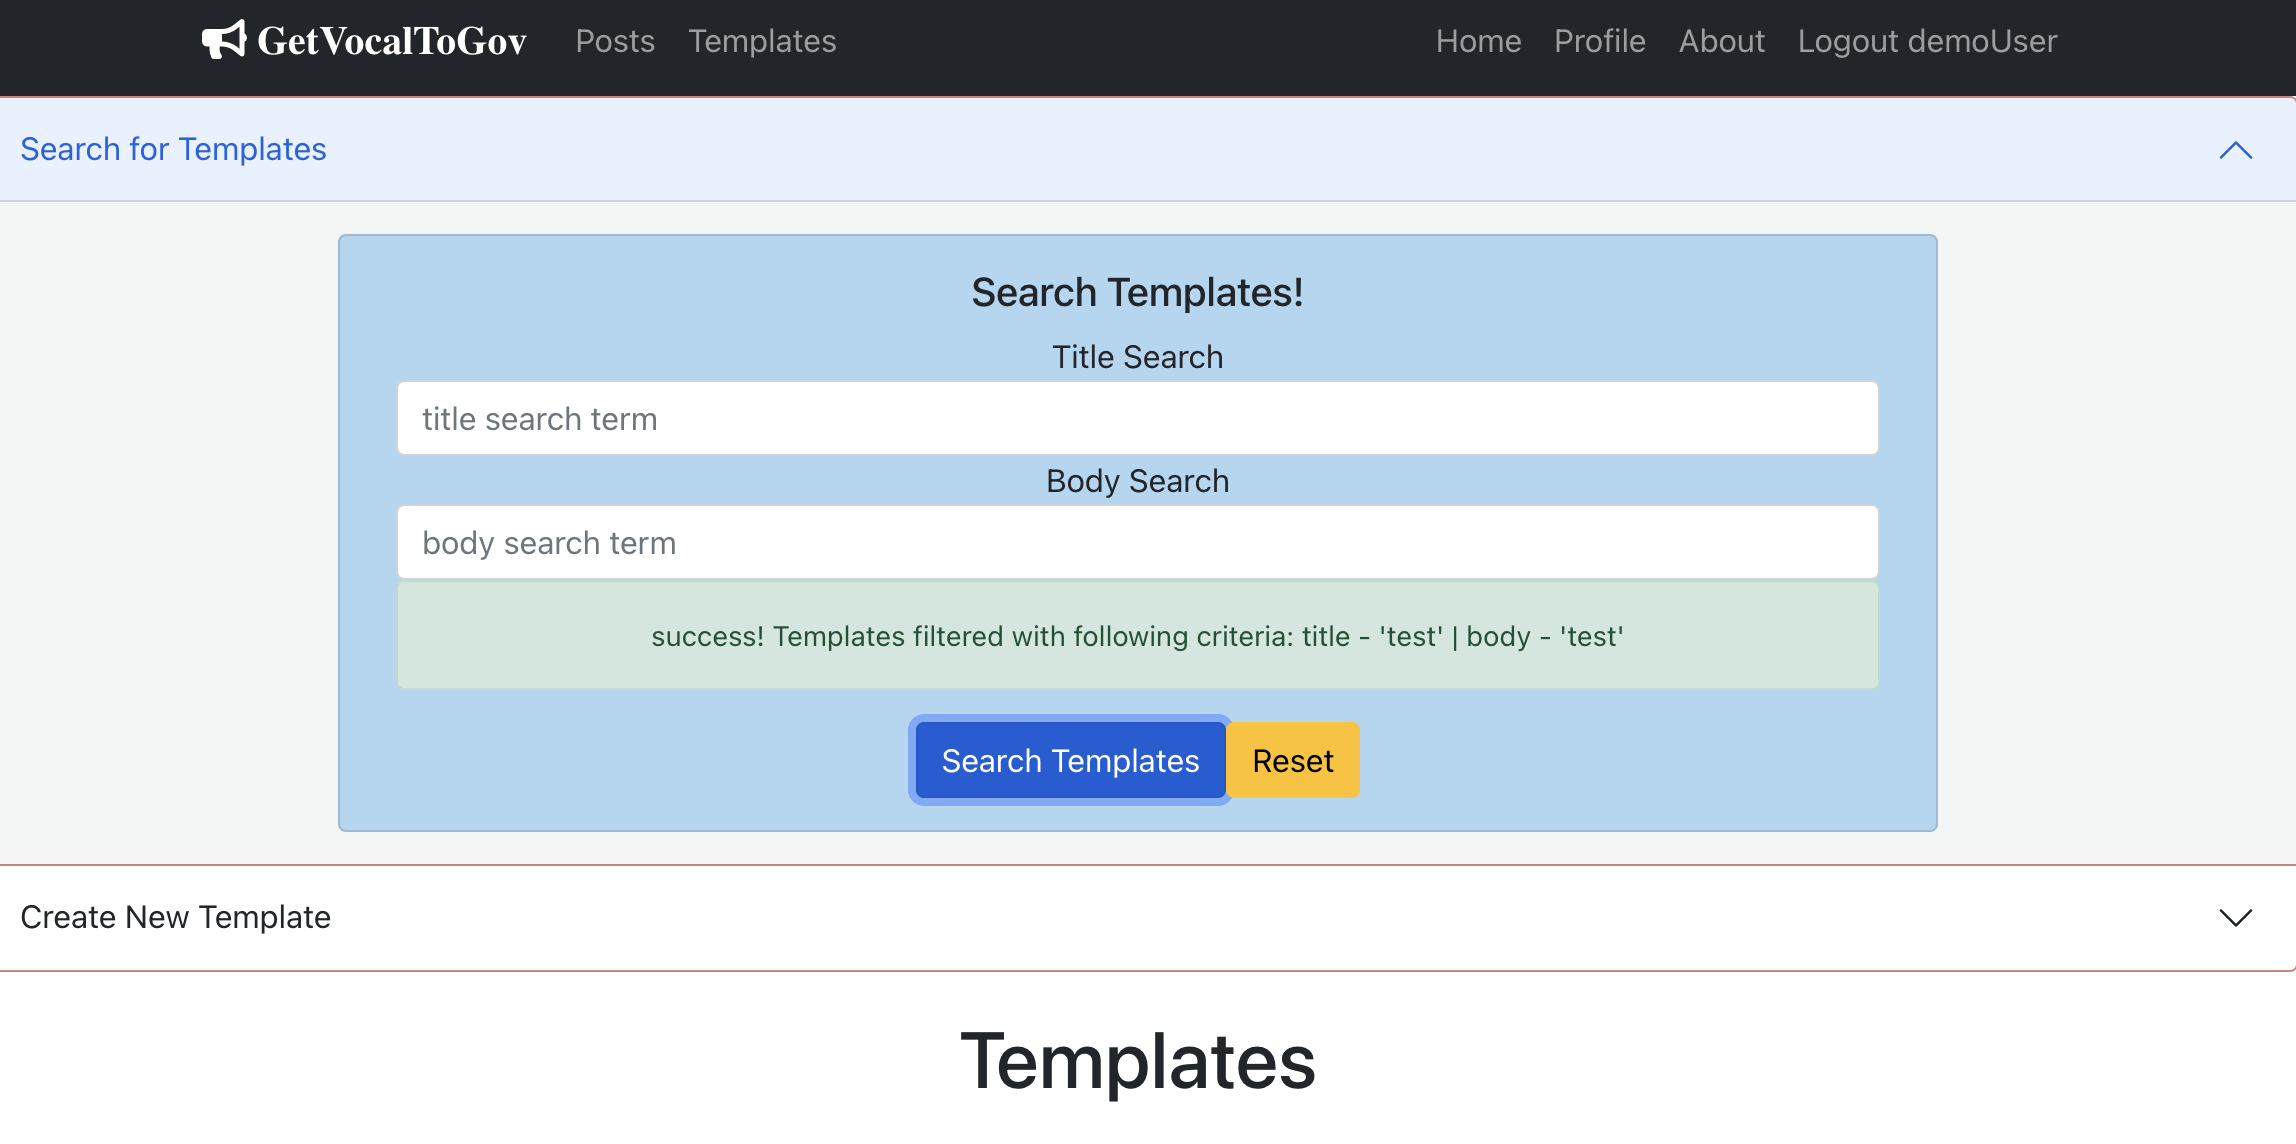 GetVocalToGov Posts Templates Home Profile About Logout demoUser
Search for Templates
Search Templates!
Title Search
title search term
Body Search
body search term
success! Templates filtered with following criteria: title - 'test' | body - 'test'
Search Templates Reset
Create New Template
Templates